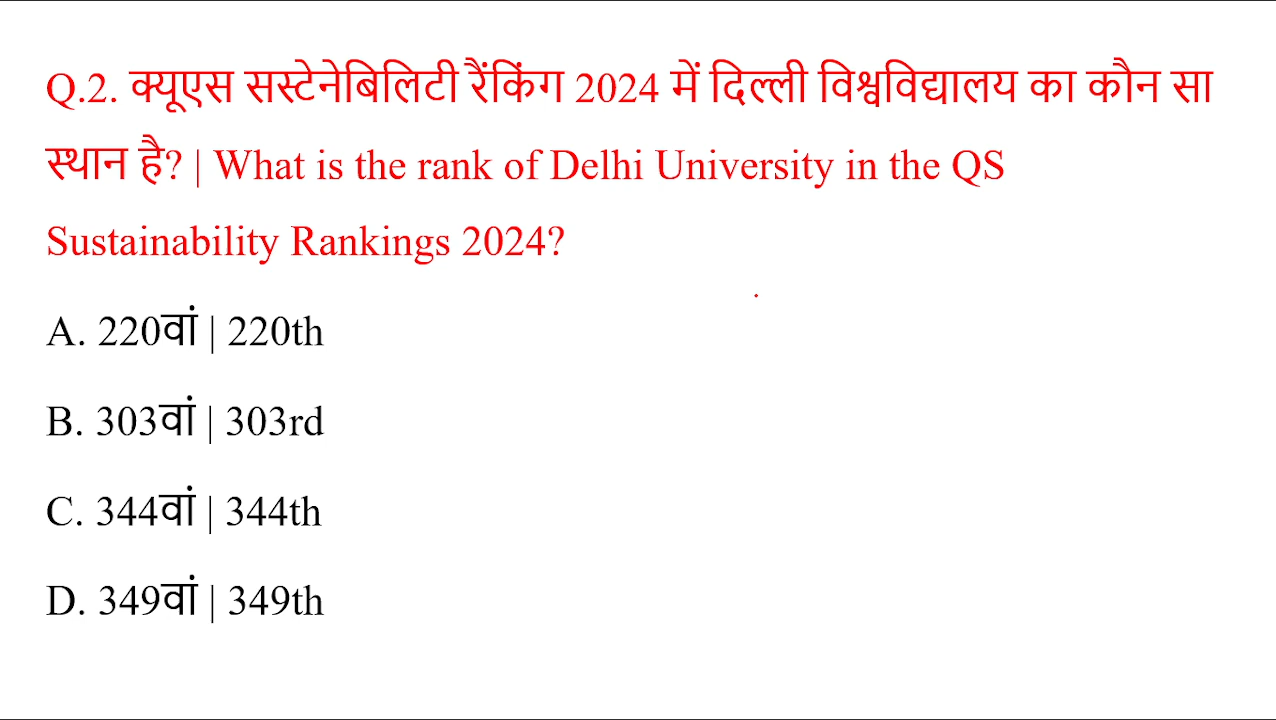 Q.2. क्यूएस सस्टेनेबिलिटी रैंकिंग 2024 में दिल्ली विश्वविद्यालय का कौन सा
स्थान है? | What is the rank of Delhi University in the QS
Sustainability Rankings 2024?
A. 220वां | 220th
B. 303वां | 303rd
C. 344वां | 344th
D. 349वां | 349th